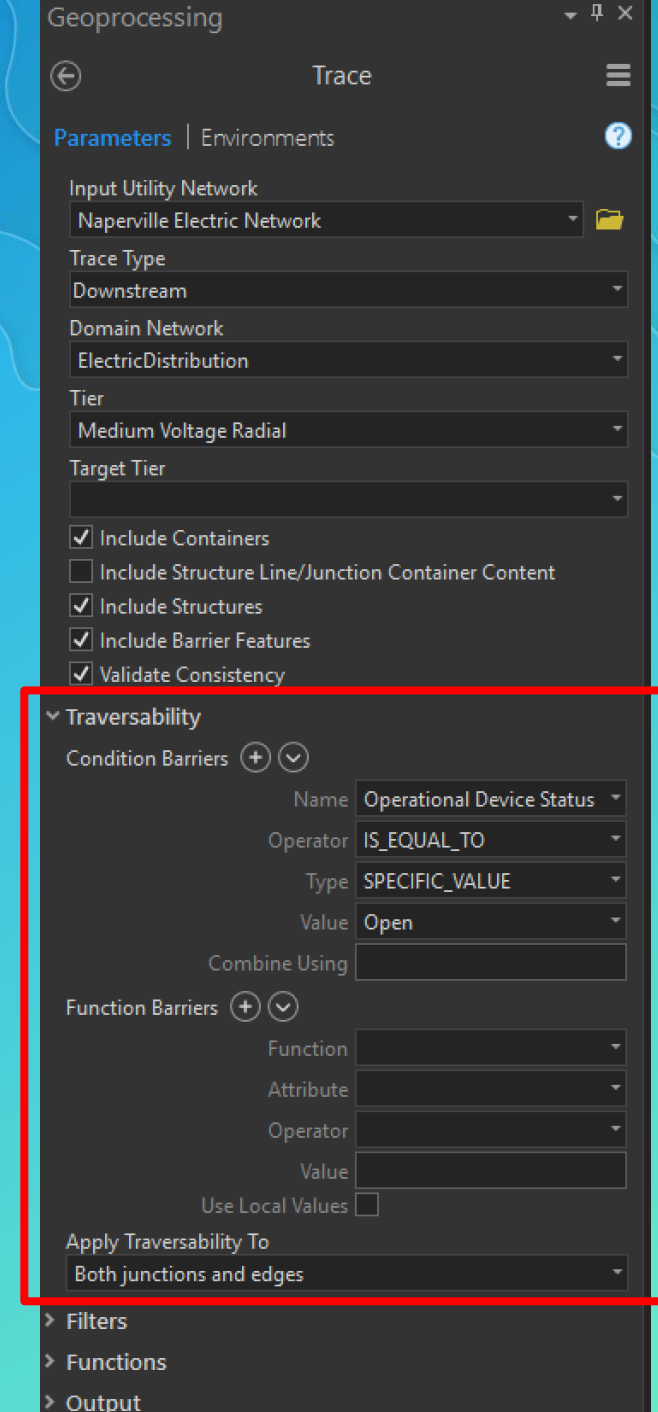 Geoprocessing
Trace
Parameters | Environments
?
Input Utility Network
Naperville Electric Network
Trace Type
Downstream
Domain Network
ElectricDistribution
Tier
Medium Voltage Radial
Target Tier
Include Containers
Include Structure Line/Junction Container Content
Include Structures
Include Barrier Features
Validate Consistency
Traversability
Condition Barriers
Name Operational Device Status
Operator IS_EQUAL_TO
Type SPECIFIC_VALUE
Value Open
Combine Using
Function Barriers
Function
Attribute
Operator
Value
Use Local Values
Apply Traversability To
Both junctions and edges
Filters
Functions
Output